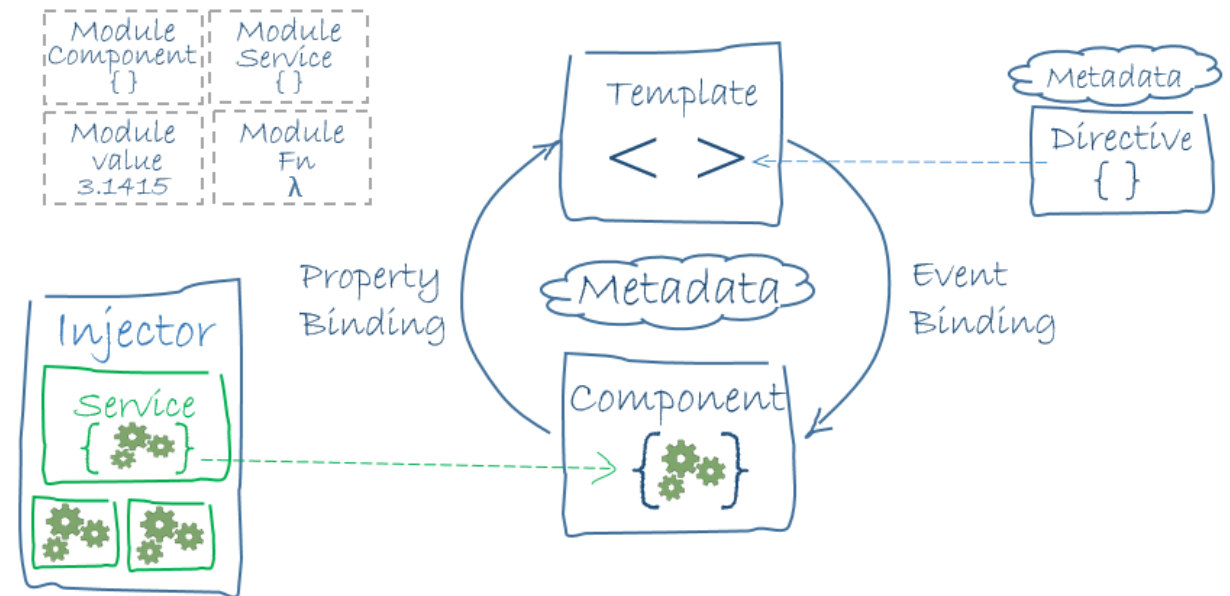 Module
Component
{ }
Module
Service
{ }
Module
value
3.1415
Module
Fn
λ
Template
< >
Metadata
Directive
{ }
Property
Binding
Metadata
Event
Binding
Injector
Service
{ }
Component
{ }